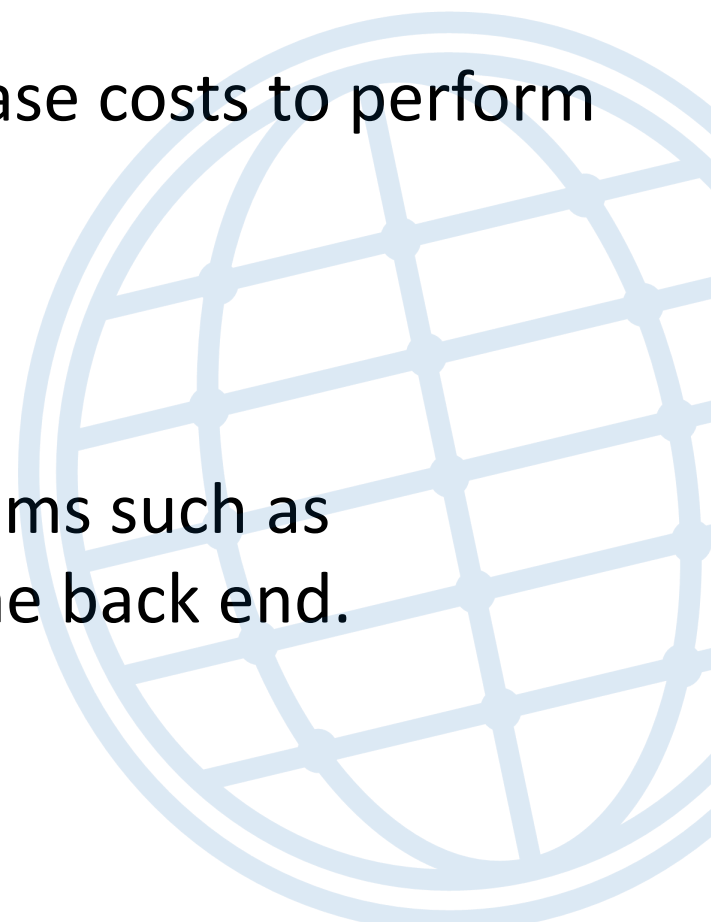 ase costs to perform
ms such as
e back end.